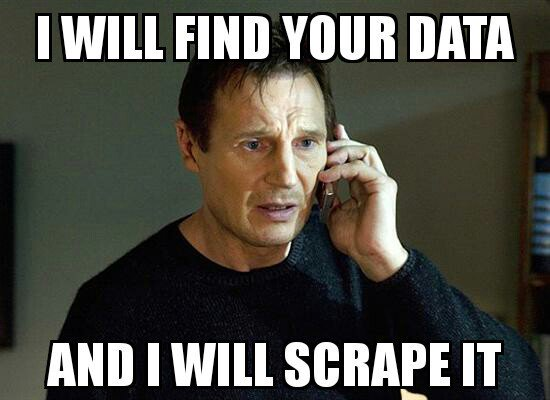 I WILL FIND YOUR DATA
AND I WILL SCRAPE IT